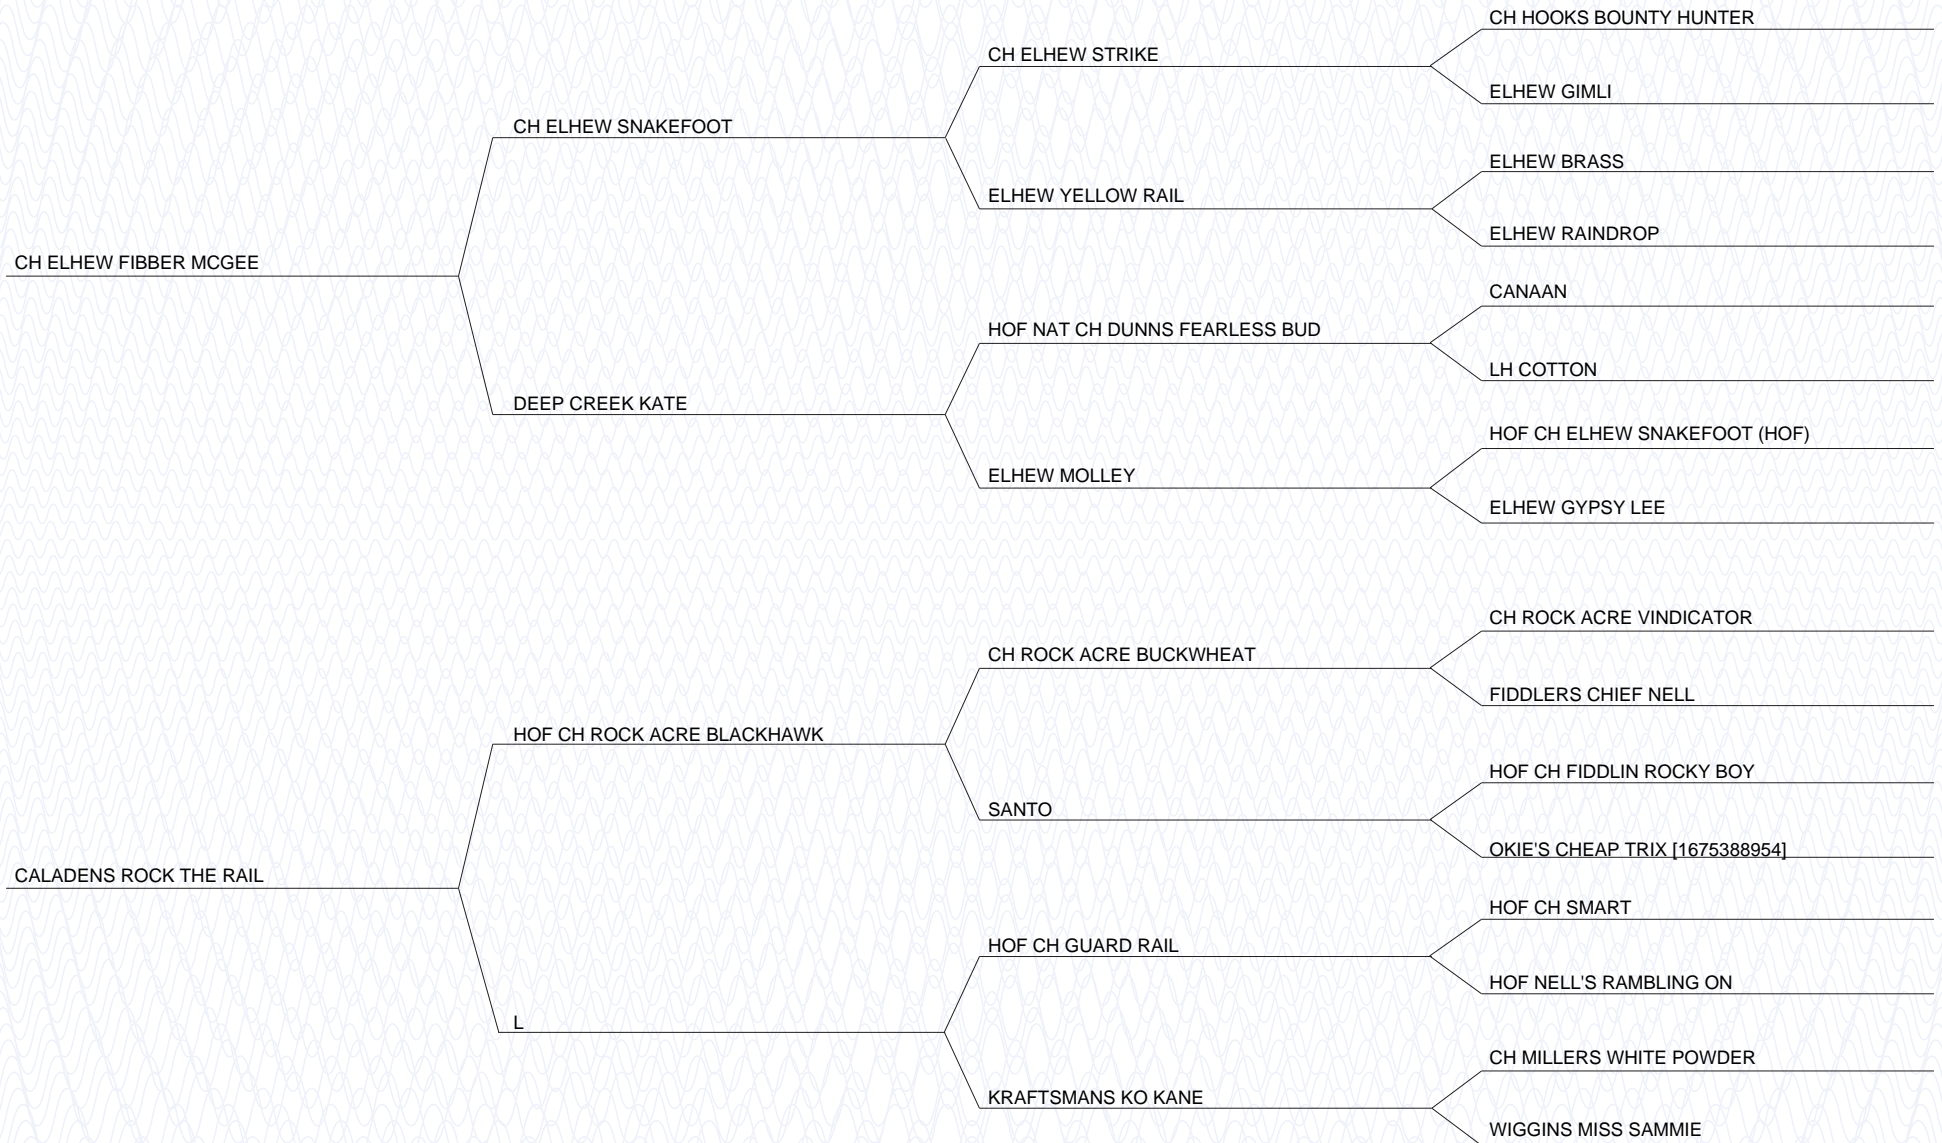 CH HOOKS BOUNTY HUNTER
CH ELHEW STRIKE
ELHEW GIMLI
CH ELHEW SNAKEFOOT
ELHEW BRASS
ELHEW YELLOW RAIL
ELHEW RAINDROP
CH ELHEW FIBBER MCGEE
CANAAN
HOF NAT CH DUNNS FEARLESS BUD
LH COTTON
DEEP CREEK KATE
HOF CH ELHEW SNAKEFOOT (HOF)
ELHEW MOLLEY
ELHEW GYPSY LEE
CH ROCK ACRE VINDICATOR
CH ROCK ACRE BUCKWHEAT
FIDDLERS CHIEF NELL
HOF CH ROCK ACRE BLACKHAWK
HOF CH FIDDLIN ROCKY BOY
SANTO
OKIE'S CHEAP TRIX [1675388954]
CALADENS ROCK THE RAIL
HOF CH SMART
HOF CH GUARD RAIL
HOF NELL'S RAMBLING ON
L
CH MILLERS WHITE POWDER
KRAFTSMANS KO KANE
WIGGINS MISS SAMMIE